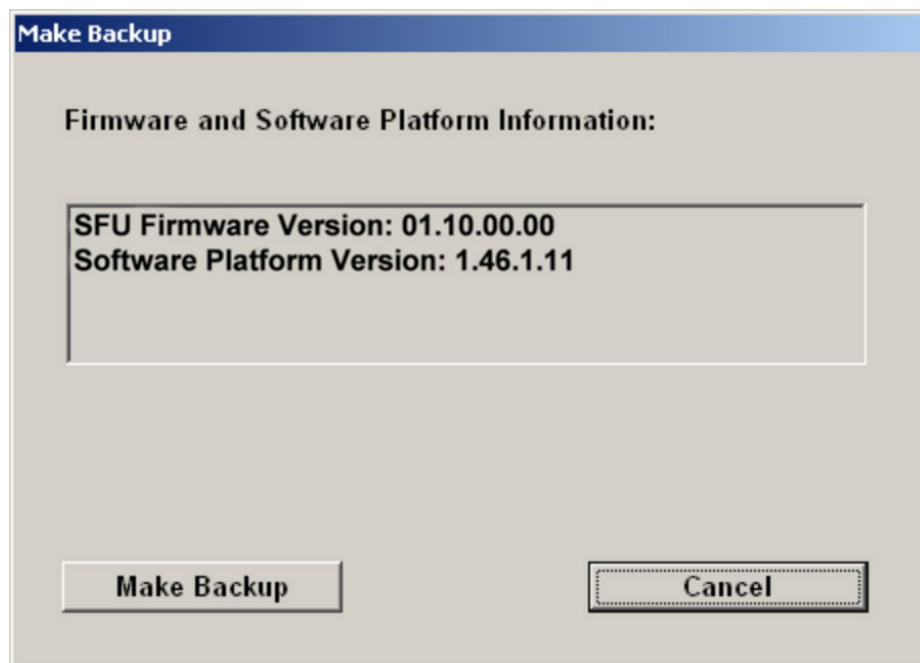 Make Backup
Firmware and Software Platform Information:
SFU Firmware Version: 01.10.00.00
Software Platform Version: 1.46.1.11
Make Backup
Cancel